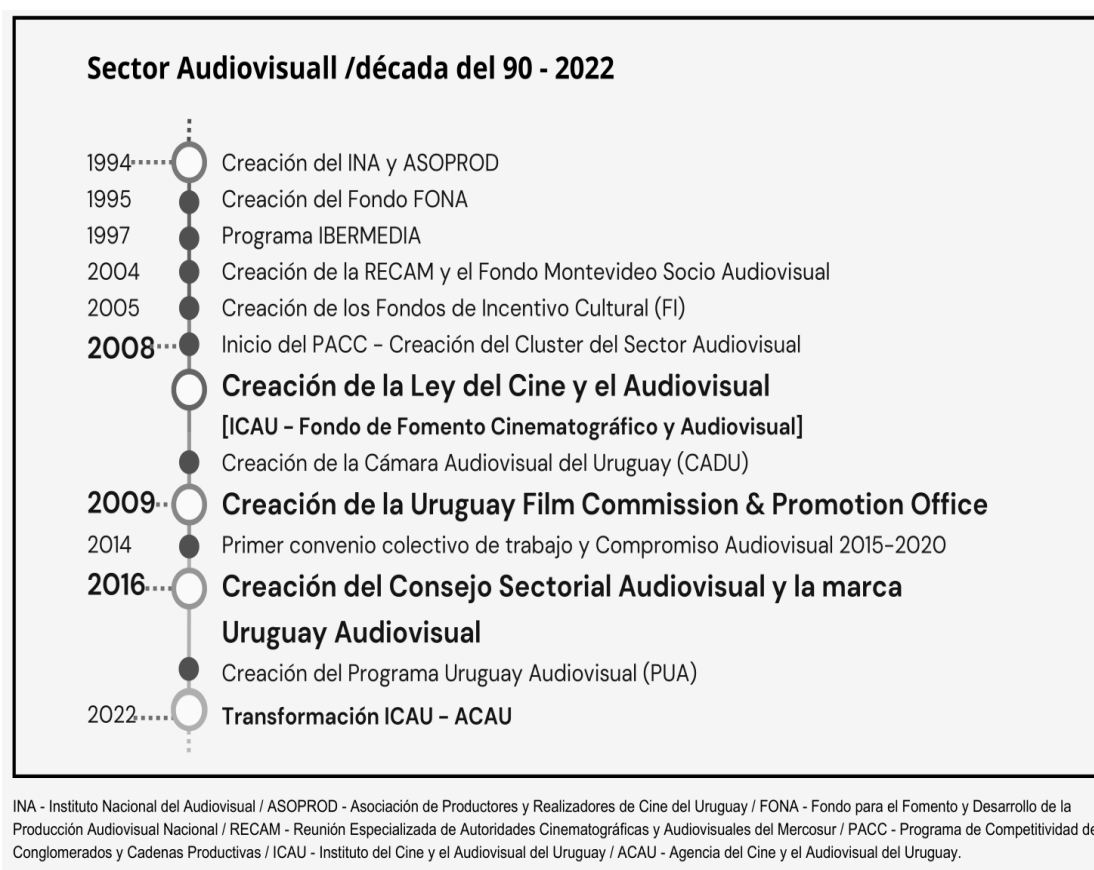 Sector Audiovisuall /década del 90 - 2022
1994 Creación del INA y ASOPROD
1995 Creación del Fondo FONA
1997 Programa IBERMEDIA
2004 Creación de la RECAM y el Fondo Montevideo Socio Audiovisual
2005 Creación de los Fondos de Incentivo Cultural (FI)
2008 Inicio del PACC – Creación del Cluster del Sector Audiovisual
Creación de la Ley del Cine y el Audiovisual
[ICAU – Fondo de Fomento Cinematográfico y Audiovisual]
Creación de la Cámara Audiovisual del Uruguay (CADU)
2009 Creación de la Uruguay Film Commission & Promotion Office
2014 Primer convenio colectivo de trabajo y Compromiso Audiovisual 2015-2020
2016 Creación del Consejo Sectorial Audiovisual y la marca
Uruguay Audiovisual
Creación del Programa Uruguay Audiovisual (PUA)
2022 Transformación ICAU – ACAU
INA - Instituto Nacional del Audiovisual / ASOPROD - Asociación de Productores y Realizadores de Cine del Uruguay / FONA - Fondo para el Fomento y Desarrollo de la
Producción Audiovisual Nacional / RECAM - Reunión Especializada de Autoridades Cinematográficas y Audiovisuales del Mercosur / PACC - Programa de Competitividad de
Conglomerados y Cadenas Productivas / ICAU - Instituto del Cine y el Audiovisual del Uruguay / ACAU - Agencia del Cine y el Audiovisual del Uruguay.